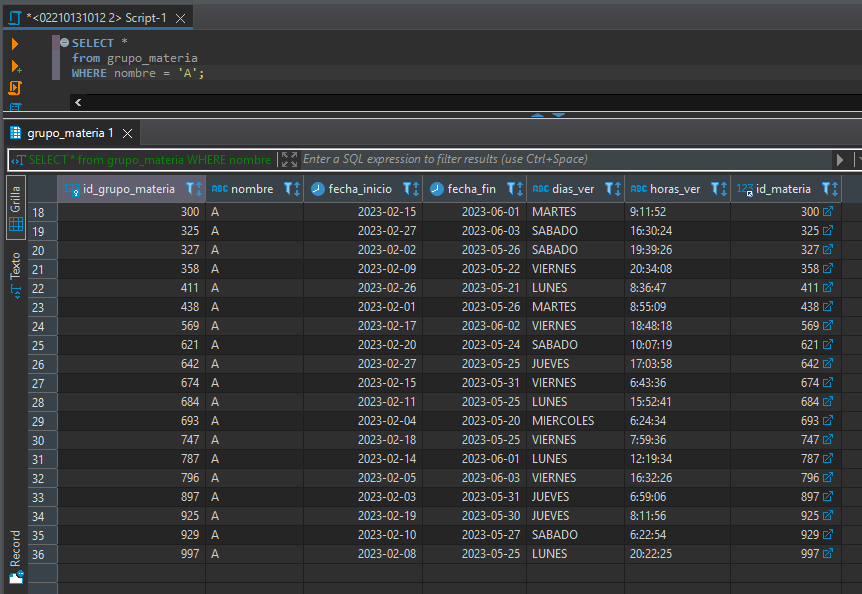 *<02210131012 2> Script-1
SELECT *
from grupo_materia
WHERE nombre = 'A';
grupo_materia 1
SELECT * from grupo_materia WHERE nombre
Enter a SQL expression to filter results (use Ctrl+Space)
Grilla
Texto
Record
123 id_grupo_materia ABC nombre fecha_inicio fecha_fin ABC dias_ver ABC horas_ver 123 id_materia
18 300 A 2023-02-15 2023-06-01 MARTES 9:11:52 300
19 325 A 2023-02-27 2023-06-03 SABADO 16:30:24 325
20 327 A 2023-02-02 2023-05-26 SABADO 19:39:26 327
21 358 A 2023-02-09 2023-05-22 VIERNES 20:34:08 358
22 411 A 2023-02-26 2023-05-21 LUNES 8:36:47 411
23 438 A 2023-02-01 2023-05-26 MARTES 8:55:09 438
24 569 A 2023-02-17 2023-06-02 VIERNES 18:48:18 569
25 621 A 2023-02-20 2023-05-24 SABADO 10:07:19 621
26 642 A 2023-02-27 2023-05-25 JUEVES 17:03:58 642
27 674 A 2023-02-15 2023-05-31 VIERNES 6:43:36 674
28 684 A 2023-02-11 2023-05-25 LUNES 15:52:41 684
29 693 A 2023-02-04 2023-05-20 MIERCOLES 6:24:34 693
30 747 A 2023-02-18 2023-05-25 VIERNES 7:59:36 747
31 787 A 2023-02-14 2023-06-01 LUNES 12:19:34 787
32 796 A 2023-02-05 2023-06-03 VIERNES 16:32:26 796
33 897 A 2023-02-03 2023-05-31 JUEVES 6:59:06 897
34 925 A 2023-02-19 2023-05-30 JUEVES 8:11:56 925
35 929 A 2023-02-10 2023-05-27 SABADO 6:22:54 929
36 997 A 2023-02-08 2023-05-25 LUNES 20:22:25 997